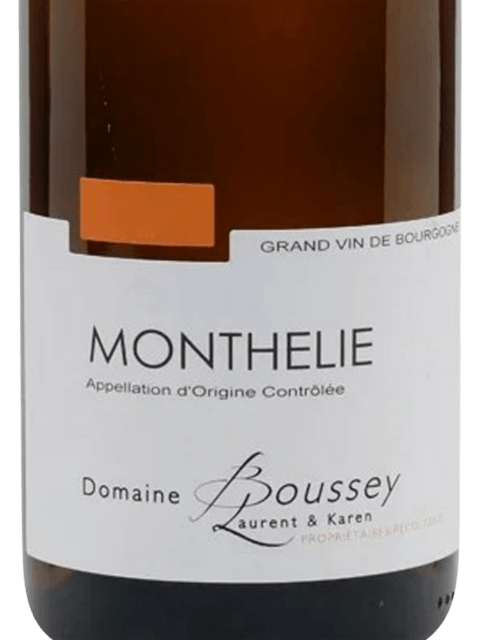 GRAND VIN DE BOURGOGNE
MONTHELIE
Appellation d'Origine Contrôlée
Domaine Boussey
Laurent & Karen
PROPRIÉTAIRES RÉCOLTANTS